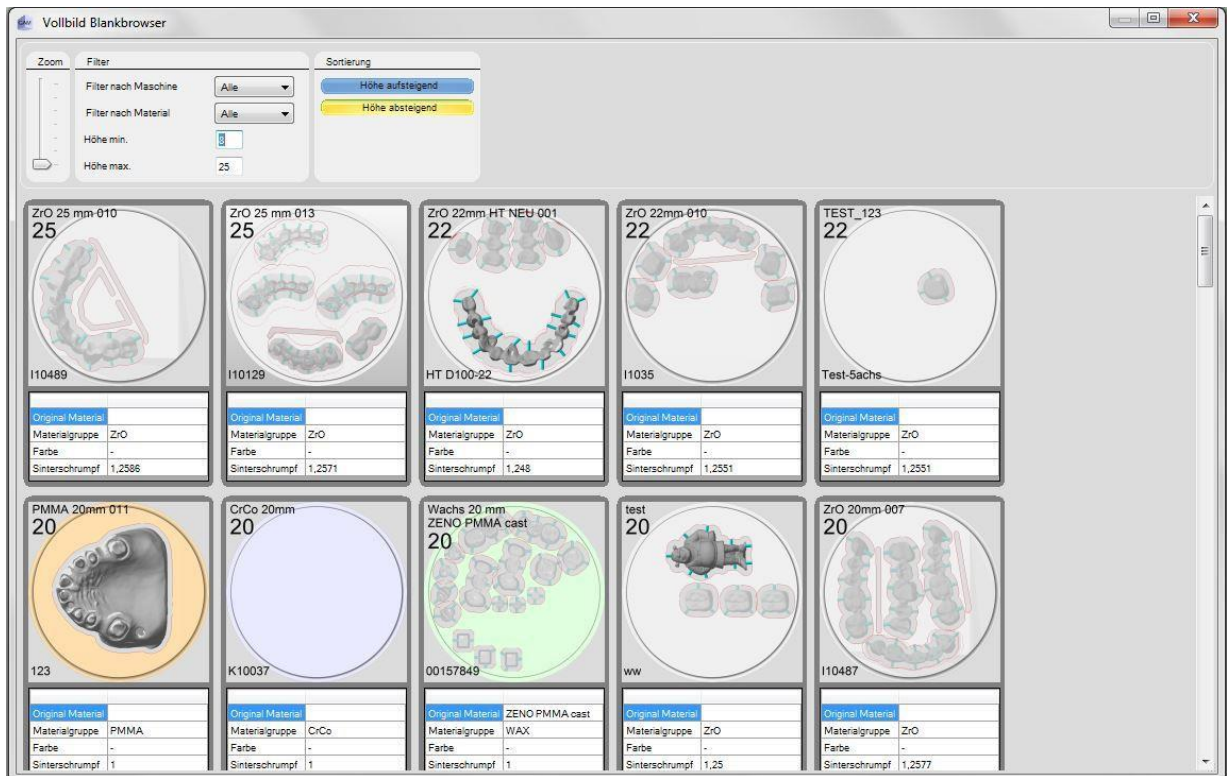 Vollbild Blankbrowser
Zoom
Filter
Sortierung
Filter nach Maschine
Alle
Höhe aufsteigend
Filter nach Material
Alle
Höhe absteigend
Höhe min.
8
Höhe max.
25
ZrO 25 mm 010
25
I10489
ZrO 25 mm 013
25
I10129
ZrO 22mm HT NEU 001
22
HT D100-22
ZrO 22mm 010
22
I1035
TEST_123
22
Test-5achs
Original Material
Materialgruppe ZrO
Farbe -
Sinterschrumpf 1,2586
Original Material
Materialgruppe ZrO
Farbe -
Sinterschrumpf 1,2571
Original Material
Materialgruppe ZrO
Farbe -
Sinterschrumpf 1,248
Original Material
Materialgruppe ZrO
Farbe -
Sinterschrumpf 1,2551
Original Material
Materialgruppe ZrO
Farbe -
Sinterschrumpf 1,2551
PMMA 20mm 011
20
123
CrCo 20mm
20
K10037
Wachs 20 mm
ZENO PMMA cast
20
00157849
test
20
ww
ZrO 20mm 007
20
I10487
Original Material
Materialgruppe PMMA
Farbe -
Sinterschrumpf 1
Original Material
Materialgruppe CrCo
Farbe -
Sinterschrumpf 1
Original Material ZENO PMMA cast
Materialgruppe WAX
Farbe -
Sinterschrumpf 1
Original Material
Materialgruppe ZrO
Farbe -
Sinterschrumpf 1,25
Original Material
Materialgruppe ZrO
Farbe -
Sinterschrumpf 1,2577